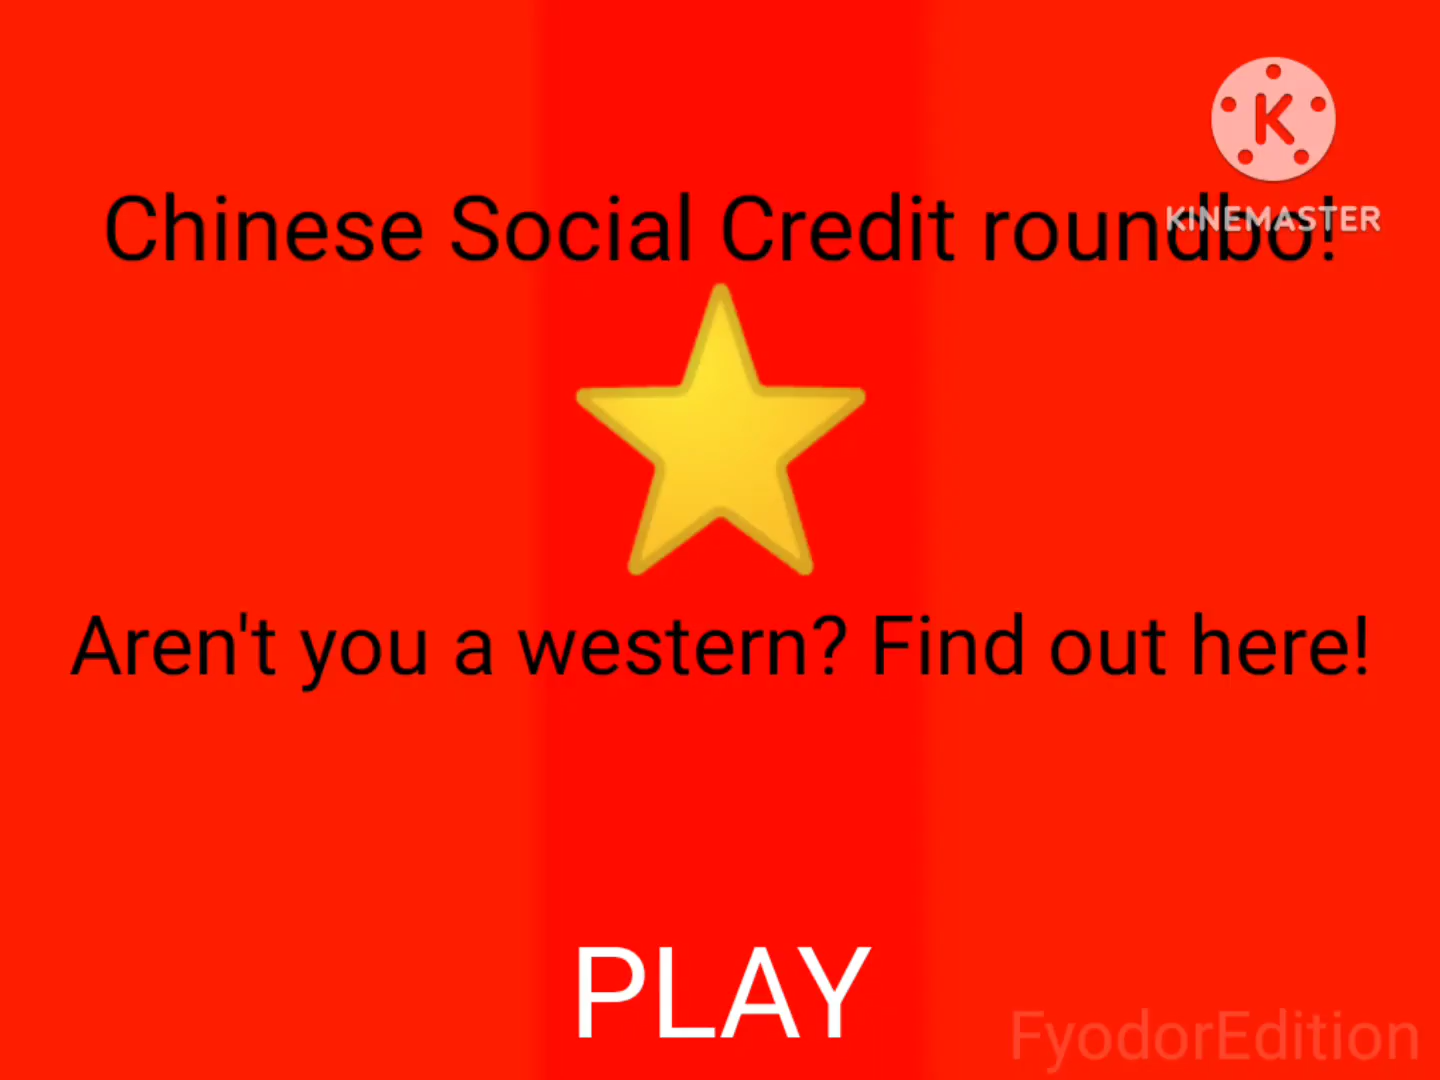 K
Chinese Social Credit roundbo!
KINEMASTER
Aren't you a western? Find out here!
PLAY
FyodorEdition